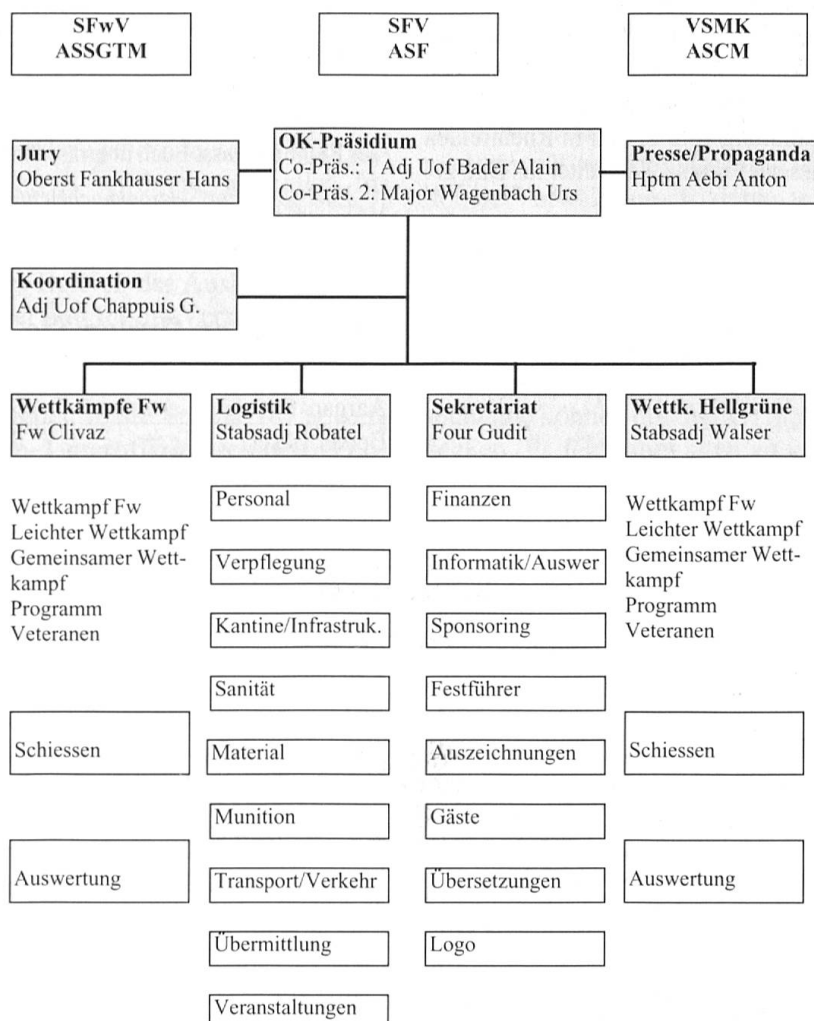 SFwV
ASSGTM
SFV
ASF
VSMK
ASCM
Jury
Oberst Fankhauser Hans
OK-Präsidium
Co-Präs.: 1 Adj Uof Bader Alain
Co-Präs. 2: Major Wagenbach Urs
Presse/Propaganda
Hptm Aebi Anton
Koordination
Adj Uof Chappuis G.
Wettkämpfe Fw
Fw Clivaz
Logistik
Stabsadj Robatel
Sekretariat
Four Gudit
Wettk. Hellgrüne
Stabsadj Walser
Wettkampf Fw
Leichter Wettkampf
Gemeinsamer Wett-
kampf
Programm
Veteranen
Schiessen
Auswertung
Personal
Verpflegung
Kantine/Infrastruk.
Sanität
Material
Munition
Transport/Verkehr
Übermittlung
Veranstaltungen
Finanzen
Informatik/Auswer
Sponsoring
Festführer
Auszeichnungen
Gäste
Übersetzungen
Logo
Wettkampf Fw
Leichter Wettkampf
Gemeinsamer Wett-
kampf
Programm
Veteranen
Schiessen
Auswertung